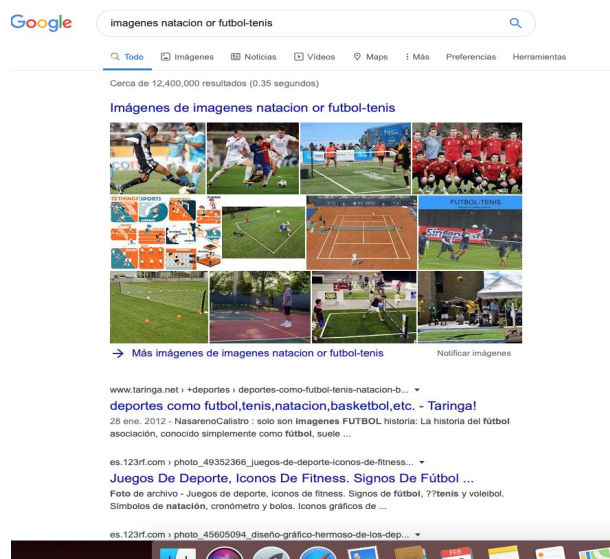 Google
imagenes natacion or futbol-tenis
Todo Imágenes Noticias Vídeos Maps Más Preferencias Herramientas
Cerca de 12,400,000 resultados (0.35 segundos)
Imágenes de imagenes natacion or futbol-tenis
12 THINGS SPORTS
FUTBOL-TENIS
Más imágenes de imagenes natacion or futbol-tenis
Notificar imágenes
www.taringa.net › +deportes › deportes-como-futbol-tenis-natacion-b...
deportes como futbol,tenis,natacion,basketbol,etc. - Taringa!
28 ene. 2012 - NasarenoCalistro : solo son imagenes FUTBOL historia: La historia del fútbol
asociación, conocido simplemente como fútbol, suele ...
es.123rf.com › photo_49352366_juegos-de-deporte-iconos-de-fitness...
Juegos De Deporte, Iconos De Fitness. Signos De Fútbol ...
Foto de archivo - Juegos de deporte, iconos de fitness. Signos de fútbol, ??tenis y voleibol.
Símbolos de natación, cronómetro y bolos. Iconos gráficos de ...
es.123rf.com › photo_45605094_diseño-gráfico-hermoso-de-los-dep...
FEB